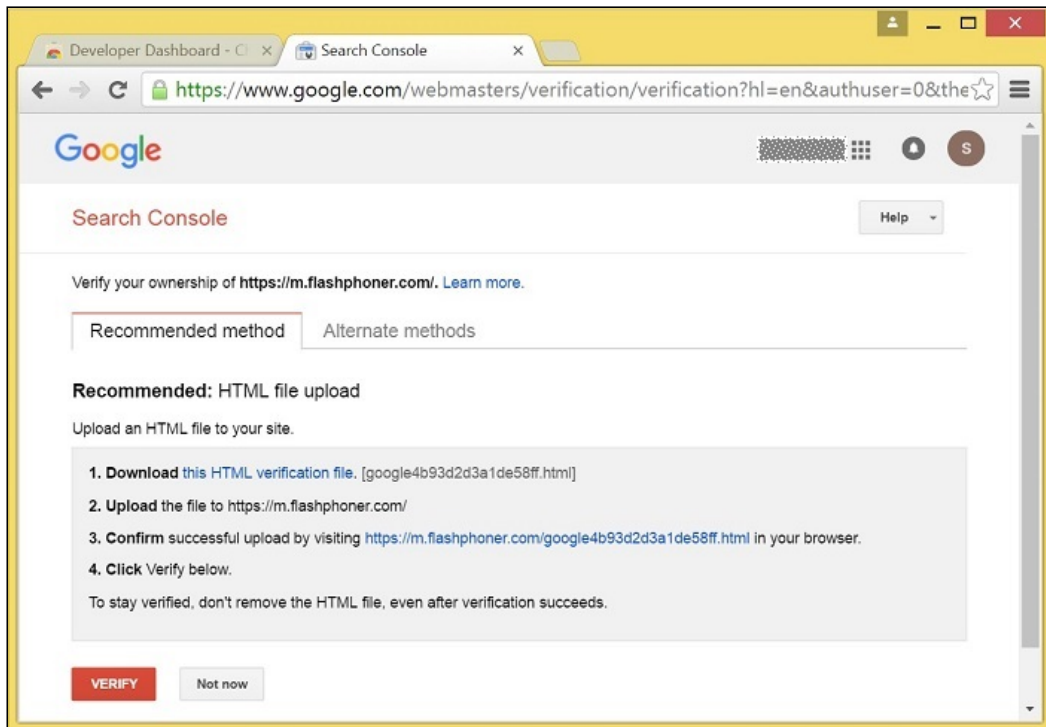 Developer Dashboard - C
Search Console
https://www.google.com/webmasters/verification/verification?hl=en&authuser=0&the
Google
S
Search Console
Help
Verify your ownership of https://m.flashphoner.com/. Learn more.
Recommended method
Alternate methods
Recommended: HTML file upload
Upload an HTML file to your site.
1. Download this HTML verification file. [google4b93d2d3a1de58ff.html]
2. Upload the file to https://m.flashphoner.com/
3. Confirm successful upload by visiting https://m.flashphoner.com/google4b93d2d3a1de58ff.html in your browser.
4. Click Verify below.
To stay verified, don't remove the HTML file, even after verification succeeds.
VERIFY
Not now